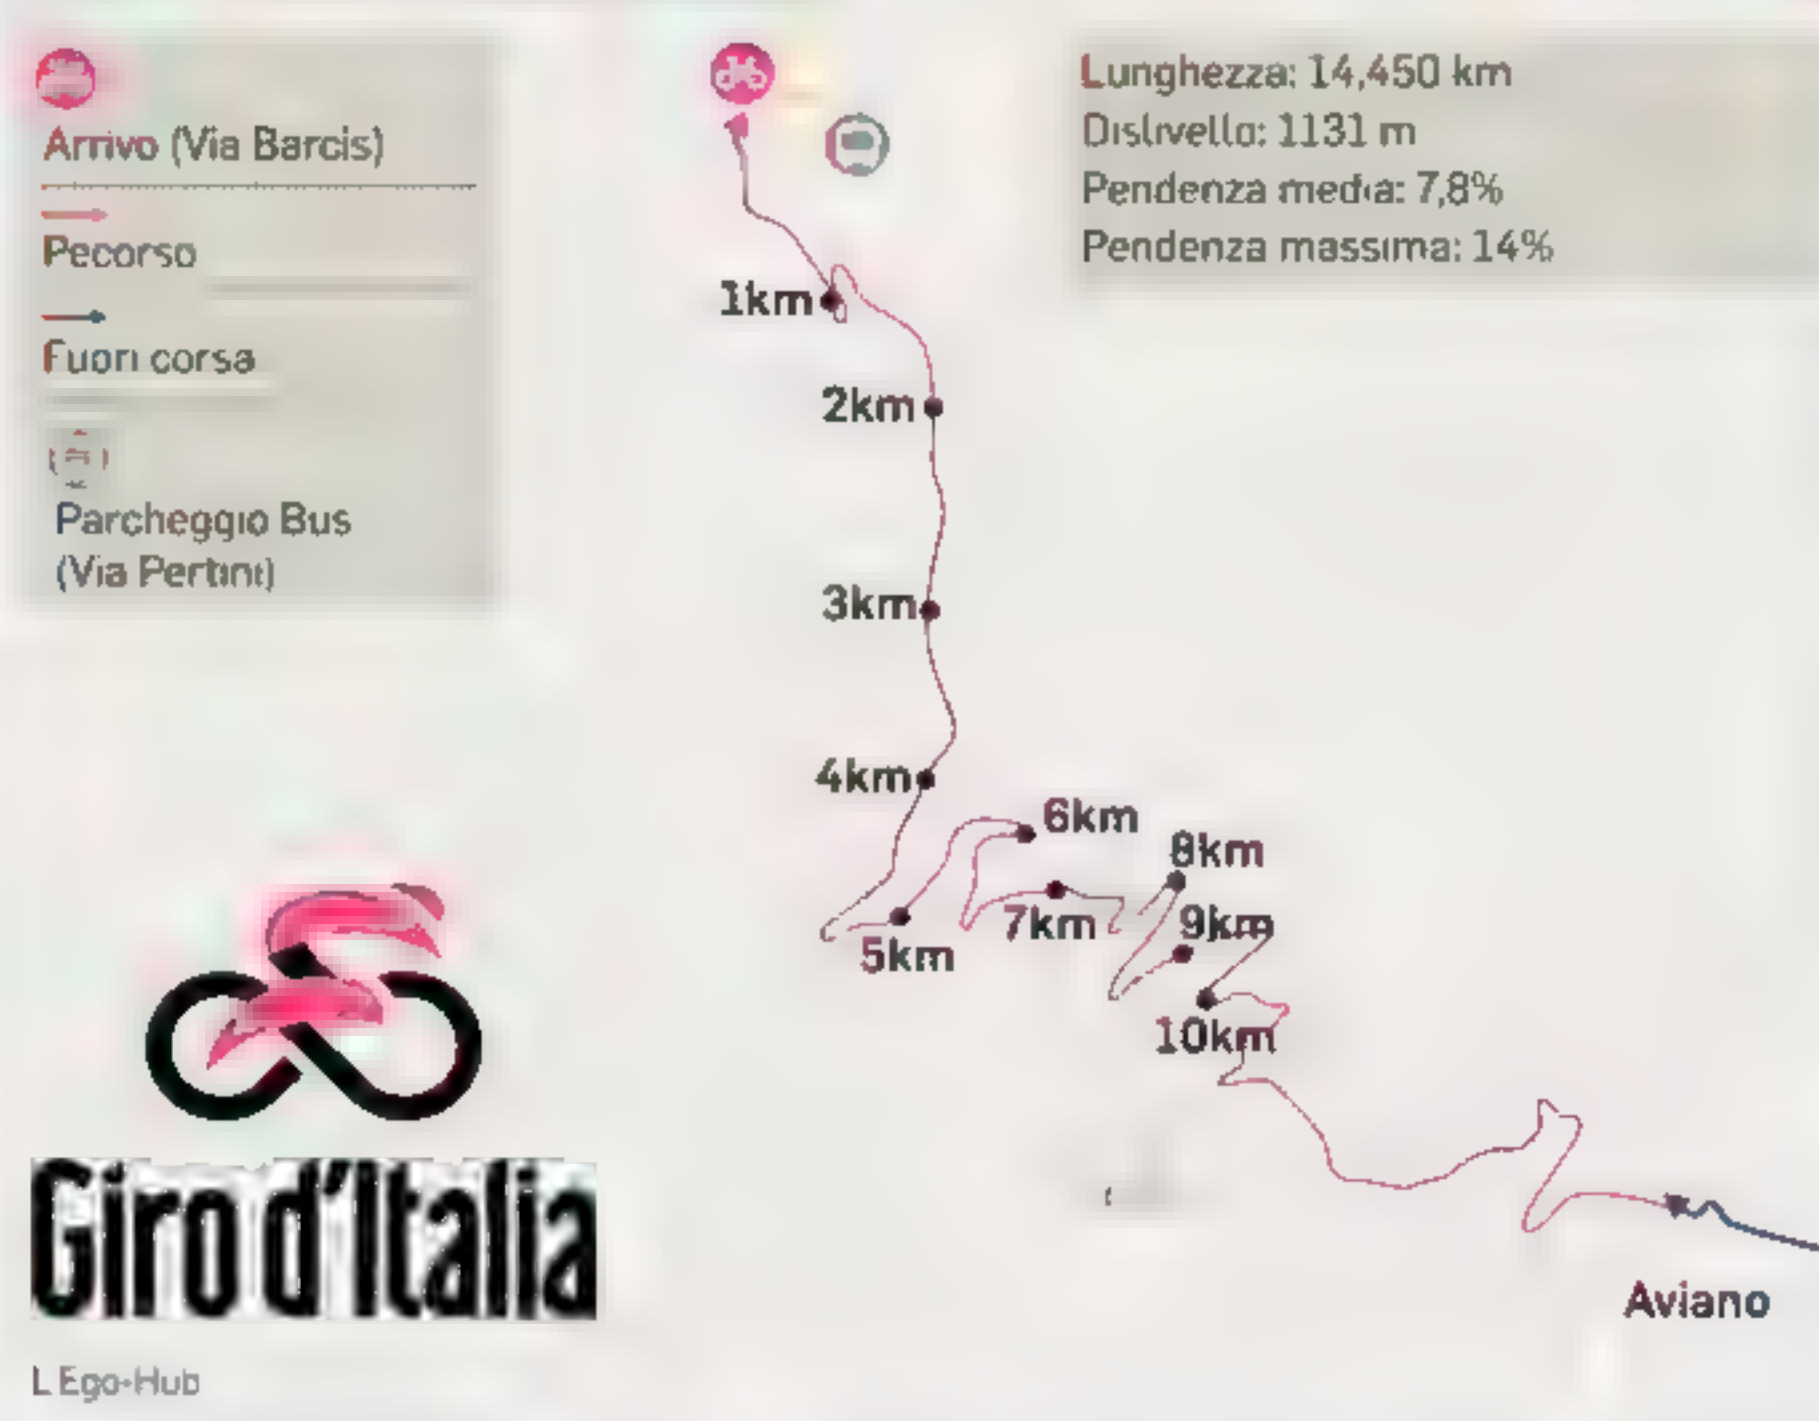 Arrivo (Via Barcis)
Pecorso
Fuori corsa
Parcheggio Bus
(Via Pertini)
Lunghezza: 14,450 km
Dislivello: 1131 m
Pendenza media: 7,8%
Pendenza massima: 14%
1km
2km
3km
4km
5km
6km
7km
8km
9km
10km
Aviano
Giro d'Italia
L Ego-Hub